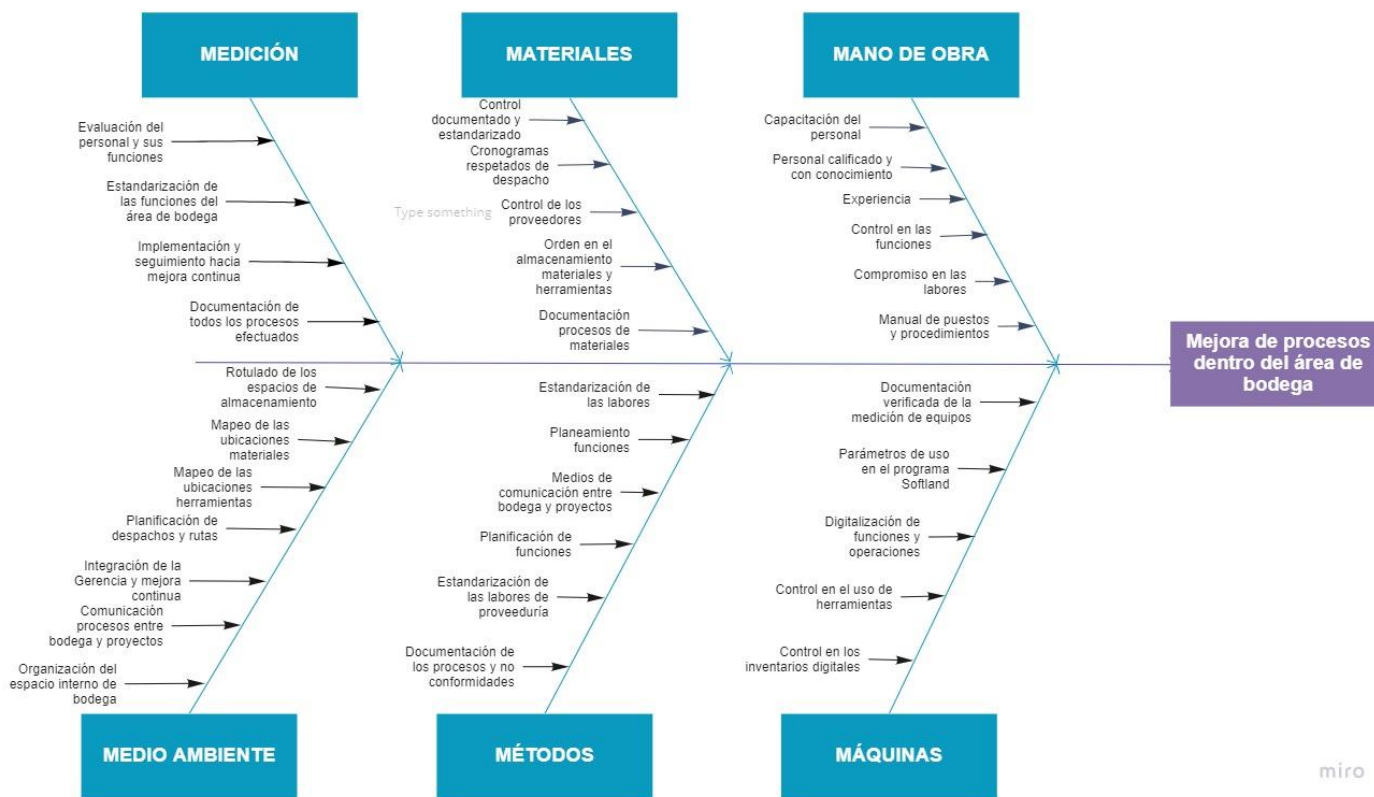 MEDICIÓN
MATERIALES
MANO DE OBRA
Evaluación del
personal y sus
funciones
Estandarización de
las funciones del
área de bodega
Implementación y
seguimiento hacia
mejora continua
Documentación de
todos los procesos
efectuados
Control
documentado y
estandarizado
Cronogramas
respetados de
despacho
Type something
Control de los
proveedores
Orden en el
almacenamiento
materiales y
herramientas
Documentación
procesos de
materiales
Capacitación del
personal
Personal calificado y
con conocimiento
Experiencia
Control en las
funciones
Compromiso en las
labores
Manual de puestos
y procedimientos
Mejora de procesos
dentro del área de
bodega
Rotulado de los
espacios de
almacenamiento
Mapeo de las
ubicaciones
materiales
Mapeo de las
ubicaciones
herramientas
Planificación de
despachos y rutas
Integración de la
Gerencia y mejora
continua
Comunicación
procesos entre
bodega y proyectos
Organización del
espacio interno de
bodega
Estandarización de
las labores
Planeamiento
funciones
Medios de
comunicación entre
bodega y proyectos
Planificación de
funciones
Estandarización de
las labores de
proveeduría
Documentación de
los procesos y no
conformidades
Documentación
verificada de la
medición de equipos
Parámetros de uso
en el programa
Softland
Digitalización de
funciones y
operaciones
Control en el uso de
herramientas
Control en los
inventarios digitales
MEDIO AMBIENTE
MÉTODOS
MÁQUINAS
miro